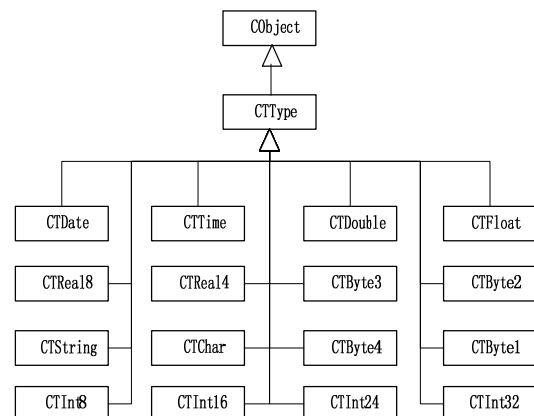 CObject
CTType
CTDate CTTime CTDouble CTFloat
CTReal8 CTReal4 CTByte3 CTByte2
CTString CTChar CTByte4 CTByte1
CTInt8 CTInt16 CTInt24 CTInt32